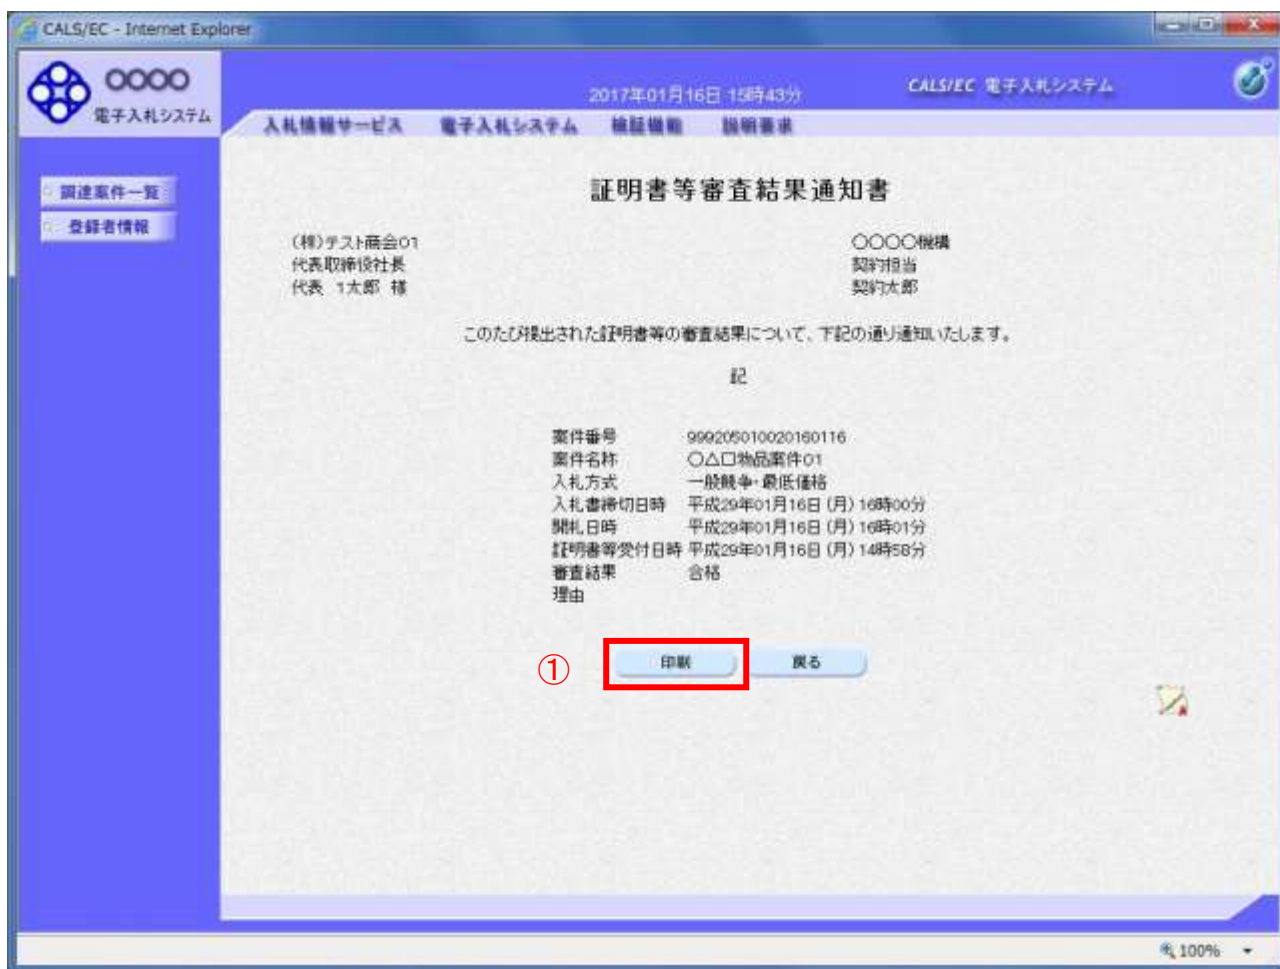 CALS/EC - Internet Explorer
○○○○
電子入札システム
2017年01月16日 15時43分
CALS/EC 電子入札システム
入札情報サービス 電子入札システム 検証機能 説明要求
調達案件一覧
登録者情報
証明書等審査結果通知書
(株)テスト商会01
代表取締役社長
代表 1太郎 様
○○○○機構
契約担当
契約太郎
このたび提出された証明書等の審査結果について、下記の通り通知いたします。
記
案件番号 999205010020160116
案件名称 ○△□物品案件01
入札方式 一般競争・最低価格
入札書締切日時 平成29年01月16日 (月) 16時00分
開札日時 平成29年01月16日 (月) 16時01分
証明書等受付日時 平成29年01月16日 (月) 14時58分
審査結果 合格
理由
① 印刷 戻る
100%